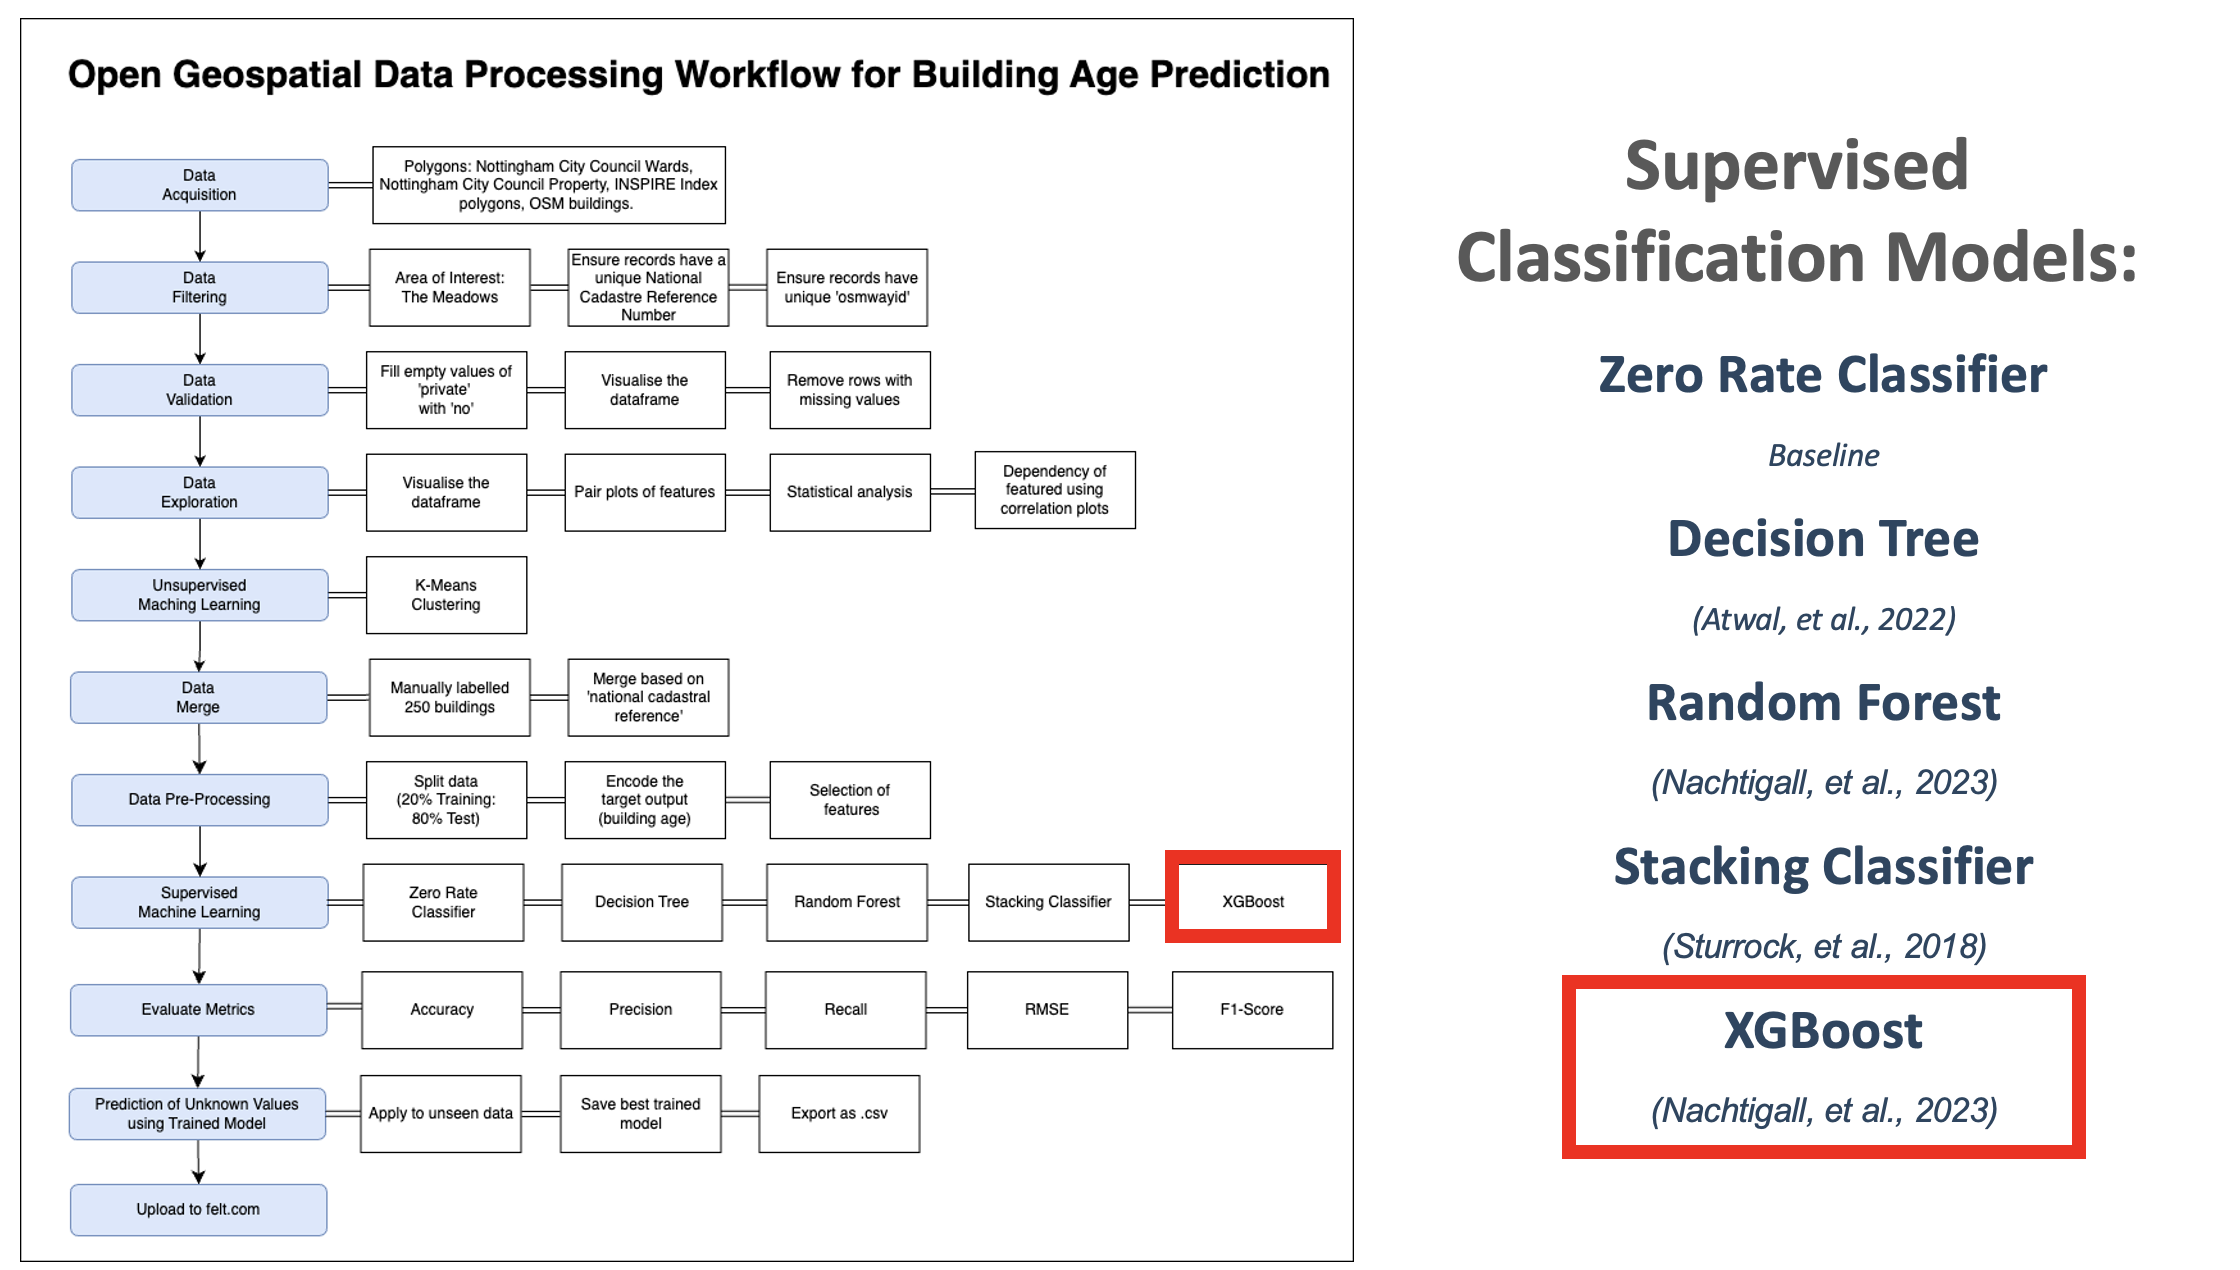 Open Geospatial Data Processing Workflow for Building Age Prediction
Data
Acquisition
Polygons: Nottingham City Council Wards,
Nottingham City Council Property, INSPIRE Index
polygons, OSM buildings.
Data
Filtering
Area of Interest:
The Meadows
Ensure records have a
unique National
Cadastre Reference
Number
Ensure records have
unique 'osmwayid'
Data
Validation
Fill empty values of
'private'
with 'no'
Visualise the
dataframe
Remove rows with
missing values
Data
Exploration
Visualise the
dataframe
Pair plots of features
Statistical analysis
Dependency of
featured using
correlation plots
Unsupervised
Maching Learning
K-Means
Clustering
Data
Merge
Manually labelled
250 buildings
Merge based on
'national cadastral
reference'
Data Pre-Processing
Split data
(20% Training:
80% Test)
Encode the
target output
(building age)
Selection of
features
Supervised
Machine Learning
Zero Rate
Classifier
Decision Tree
Random Forest
Stacking Classifier
XGBoost
Evaluate Metrics
Accuracy
Precision
Recall
RMSE
F1-Score
Prediction of Unknown Values
using Trained Model
Apply to unseen data
Save best trained
model
Export as .csv
Upload to felt.com
Supervised
Classification Models:
Zero Rate Classifier
Baseline
Decision Tree
(Atwal, et al., 2022)
Random Forest
(Nachtigall, et al., 2023)
Stacking Classifier
(Sturrock, et al., 2018)
XGBoost
(Nachtigall, et al., 2023)